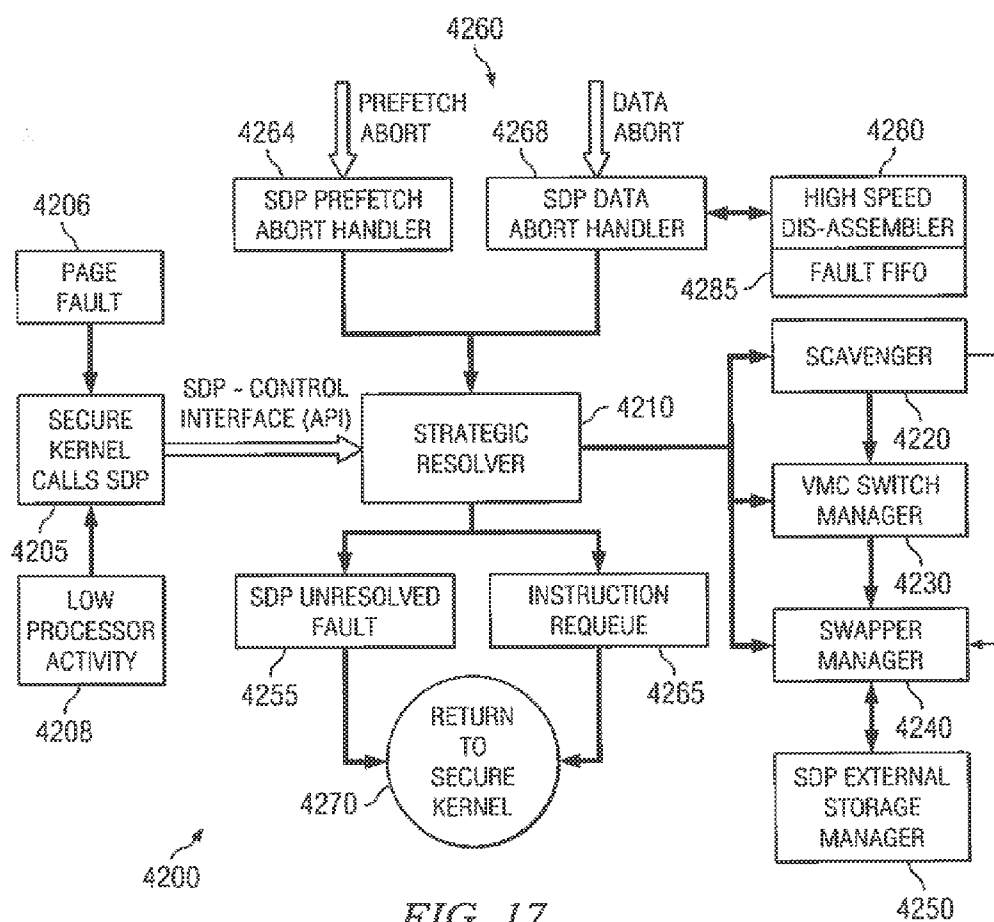 4260
PREFETCH
ABORT
DATA
ABORT
4264
4268
4280
SDP PREFETCH
ABORT HANDLER
SDP DATA
ABORT HANDLER
HIGH SPEED
DIS-ASSEMBLER
FAULT FIFO
4285
4206
PAGE
FAULT
SDP - CONTROL
INTERFACE (API)
SECURE
KERNEL
CALLS SDP
4205
STRATEGIC
RESOLVER
4210
SCAVENGER
4220
VMC SWITCH
MANAGER
4230
LOW
PROCESSOR
ACTIVITY
4208
SDP UNRESOLVED
FAULT
4255
INSTRUCTION
REQUEUE
4265
SWAPPER
MANAGER
4240
RETURN
TO
SECURE
KERNEL
4270
SDP EXTERNAL
STORAGE
MANAGER
4250
4200
FIG. 17